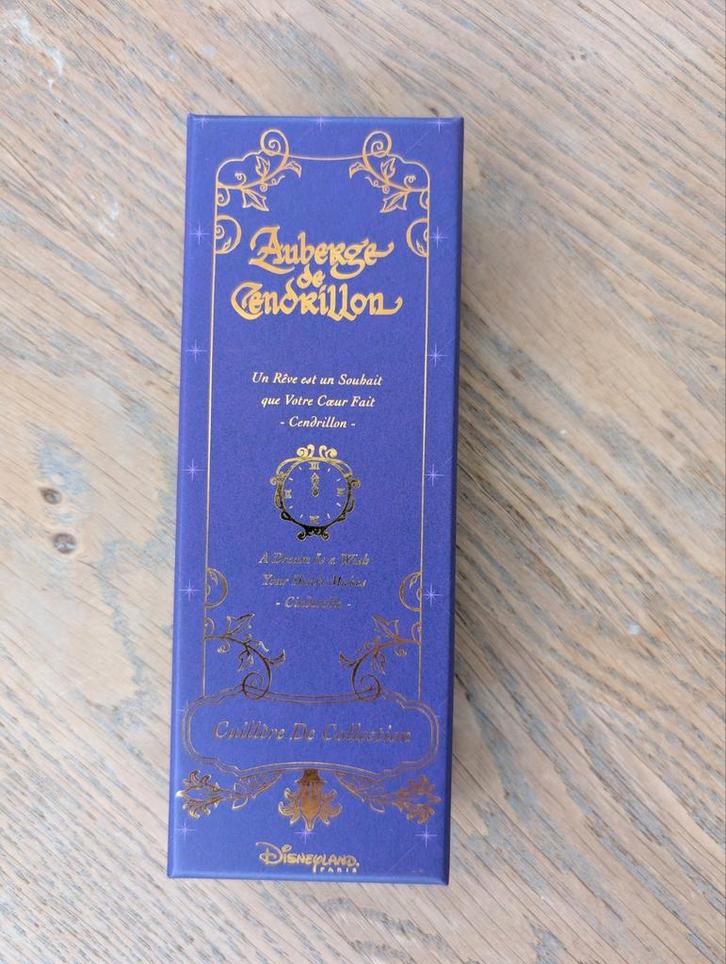 Auberge
de
Cendrillon
Un Rêve est un Souhait
que Votre Cœur Fait
- Cendrillon -
XII
A Dream Is a Wish
Your Heart Makes
- Cinderella -
Cuillère De Collection
DISNEYLAND
PARIS